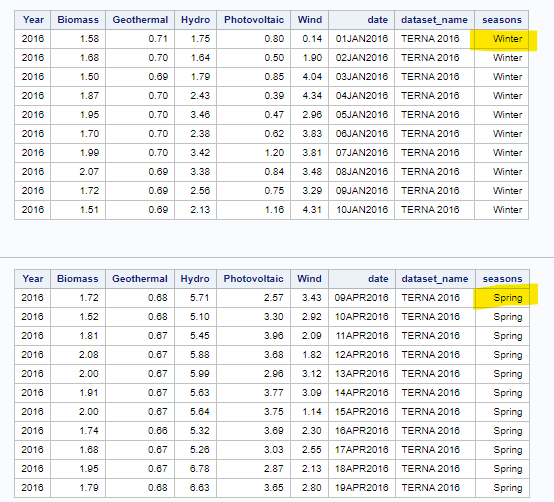 Year Biomass Geothermal Hydro Photovoltaic Wind date dataset_name seasons
2016 1.58 0.71 1.75 0.80 0.14 01JAN2016 TERNA 2016 Winter
2016 1.68 0.70 1.64 0.50 1.90 02JAN2016 TERNA 2016 Winter
2016 1.50 0.69 1.79 0.85 4.04 03JAN2016 TERNA 2016 Winter
2016 1.87 0.70 2.43 0.39 4.34 04JAN2016 TERNA 2016 Winter
2016 1.95 0.70 3.46 0.47 2.96 05JAN2016 TERNA 2016 Winter
2016 1.70 0.70 2.38 0.62 3.83 06JAN2016 TERNA 2016 Winter
2016 1.99 0.70 3.42 1.20 3.81 07JAN2016 TERNA 2016 Winter
2016 2.07 0.69 3.38 0.84 3.48 08JAN2016 TERNA 2016 Winter
2016 1.72 0.69 2.56 0.75 3.29 09JAN2016 TERNA 2016 Winter
2016 1.51 0.69 2.13 1.16 4.31 10JAN2016 TERNA 2016 Winter
Year Biomass Geothermal Hydro Photovoltaic Wind date dataset_name seasons
2016 1.72 0.68 5.71 2.57 3.43 09APR2016 TERNA 2016 Spring
2016 1.52 0.68 5.10 3.30 2.92 10APR2016 TERNA 2016 Spring
2016 1.81 0.67 5.45 3.96 2.09 11APR2016 TERNA 2016 Spring
2016 2.08 0.67 5.88 3.68 1.82 12APR2016 TERNA 2016 Spring
2016 2.00 0.67 5.99 2.96 3.12 13APR2016 TERNA 2016 Spring
2016 1.91 0.67 5.63 3.77 3.09 14APR2016 TERNA 2016 Spring
2016 2.00 0.67 5.64 3.75 1.14 15APR2016 TERNA 2016 Spring
2016 1.74 0.66 5.32 3.69 2.30 16APR2016 TERNA 2016 Spring
2016 1.68 0.67 5.26 3.03 2.55 17APR2016 TERNA 2016 Spring
2016 1.95 0.67 6.78 2.87 2.13 18APR2016 TERNA 2016 Spring
2016 1.79 0.68 6.63 3.65 2.80 19APR2016 TERNA 2016 Spring